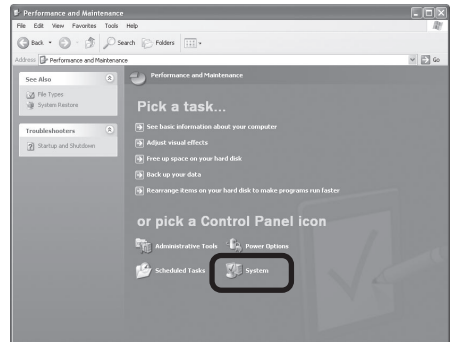 Performance and Maintenance
File Edit View Favorites Tools Help
Back Search Folders
Address Performance and Maintenance Go
See Also
File Types
System Restore
Troubleshooters
Startup and Shutdown
Performance and Maintenance
Pick a task...
See basic information about your computer
Adjust visual effects
Free up space on your hard disk
Back up your data
Rearrange items on your hard disk to make programs run faster
or pick a Control Panel icon
Administrative Tools Power Options
Scheduled Tasks System